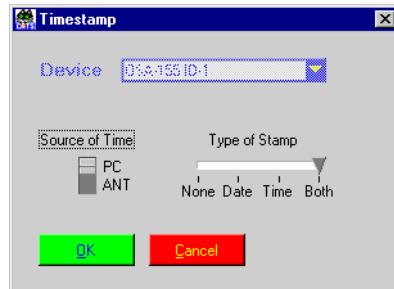 Timestamp
Device OSA-155 ID-1
Source of Time
PC
ANT
Type of Stamp
None Date Time Both
OK
Cancel